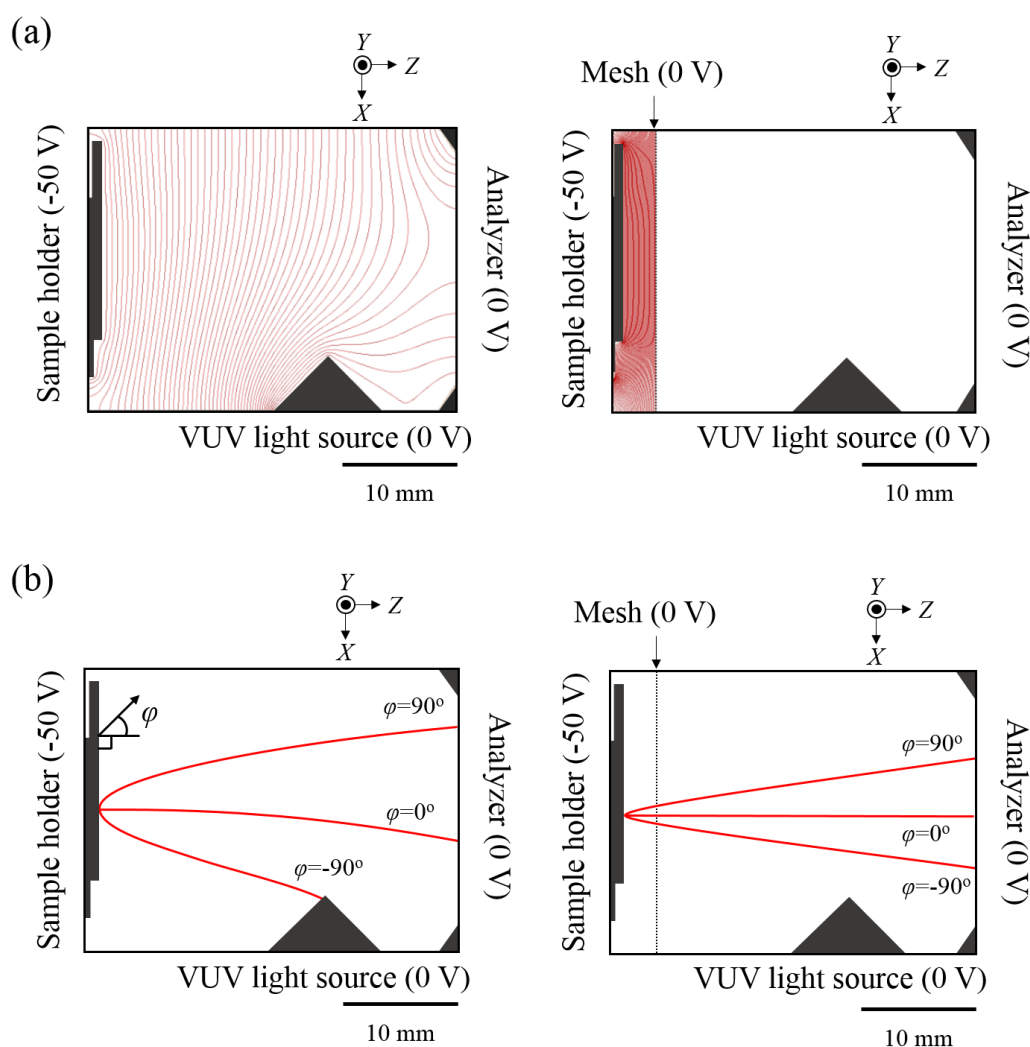 (a)
Y
Z
X
Sample holder (-50 V)
Analyzer (0 V)
VUV light source (0 V)
10 mm
Mesh (0 V)
Y
Z
X
Sample holder (-50 V)
Analyzer (0 V)
VUV light source (0 V)
10 mm
(b)
Y
Z
X
Sample holder (-50 V)
φ
φ=90°
φ=0°
φ=-90°
Analyzer (0 V)
VUV light source (0 V)
10 mm
Mesh (0 V)
Y
Z
X
Sample holder (-50 V)
φ=90°
φ=0°
φ=-90°
Analyzer (0 V)
VUV light source (0 V)
10 mm